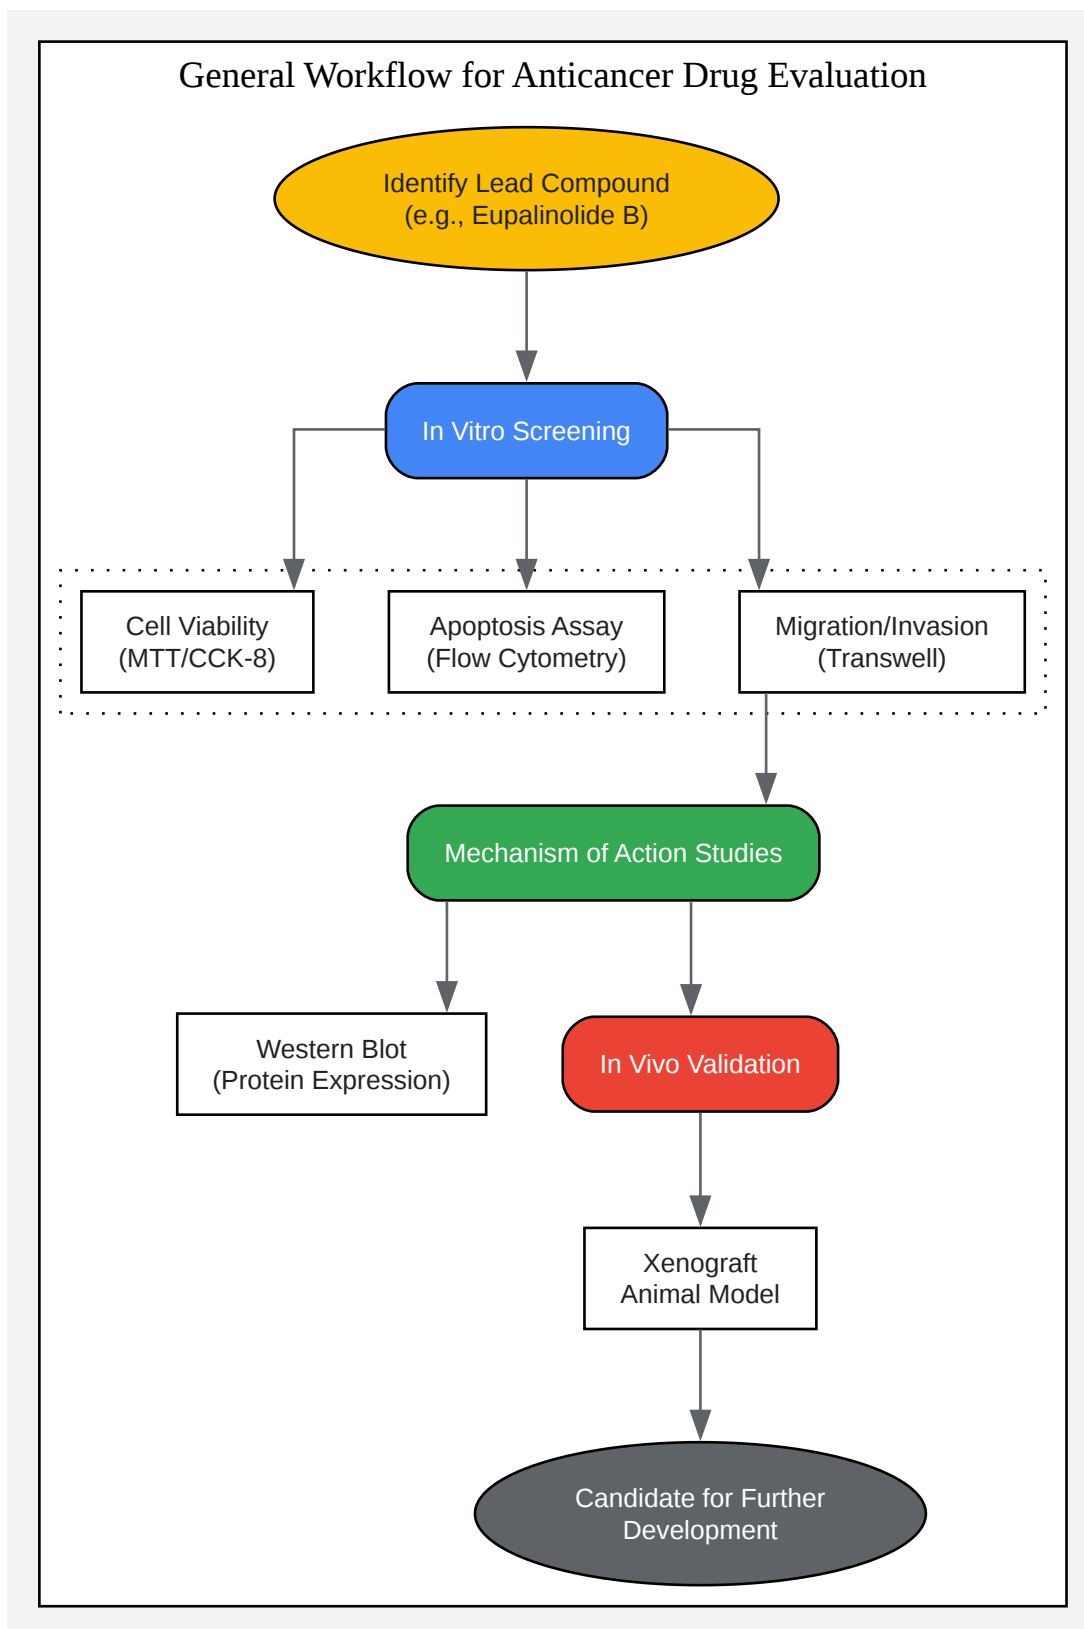 General Workflow for Anticancer Drug Evaluation
Identify Lead Compound
(e.g., Eupalinolide B)
In Vitro Screening
Cell Viability
(MTT/CCK-8)
Apoptosis Assay
(Flow Cytometry)
Migration/Invasion
(Transwell)
Mechanism of Action Studies
Western Blot
(Protein Expression)
In Vivo Validation
Xenograft
Animal Model
Candidate for Further
Development